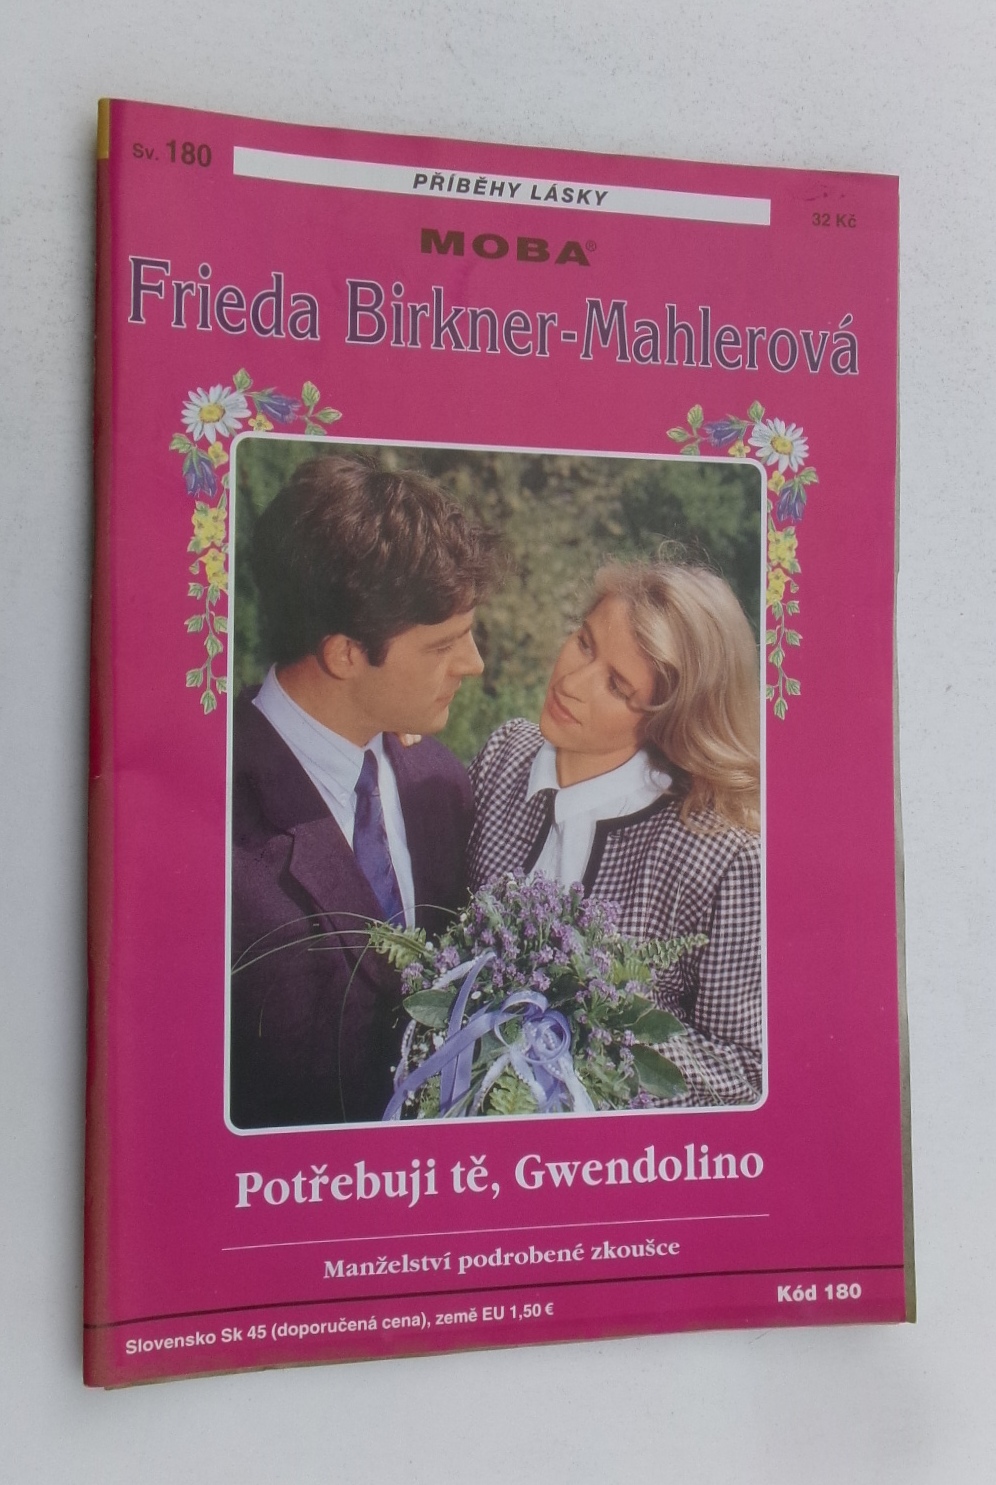 Sv. 180
PŘÍBĚHY LÁSKY
32 Kč
MOBA®
Frieda Birkner-Mahlerová
Potřebuji tě, Gwendolino
Manželství podrobené zkoušce
Kód 180
Slovensko Sk 45 (doporučená cena), země EU 1,50 €